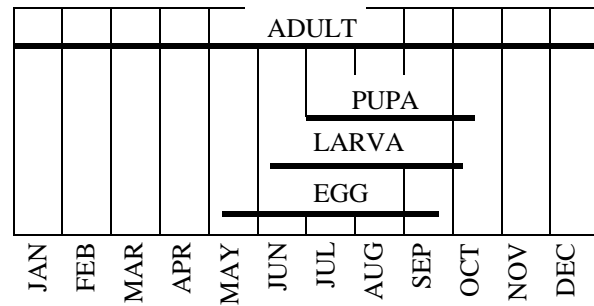 ADULT
PUPA
LARVA
EGG
JAN FEB MAR APR MAY JUN JUL AUG SEP OCT NOV DEC